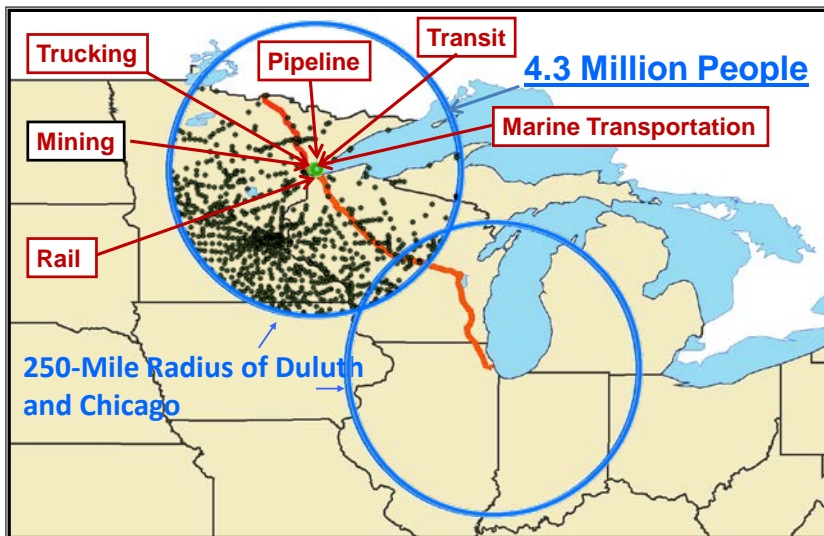 Trucking
Pipeline
Transit
4.3 Million People
Mining
Marine Transportation
Rail
250-Mile Radius of Duluth
and Chicago